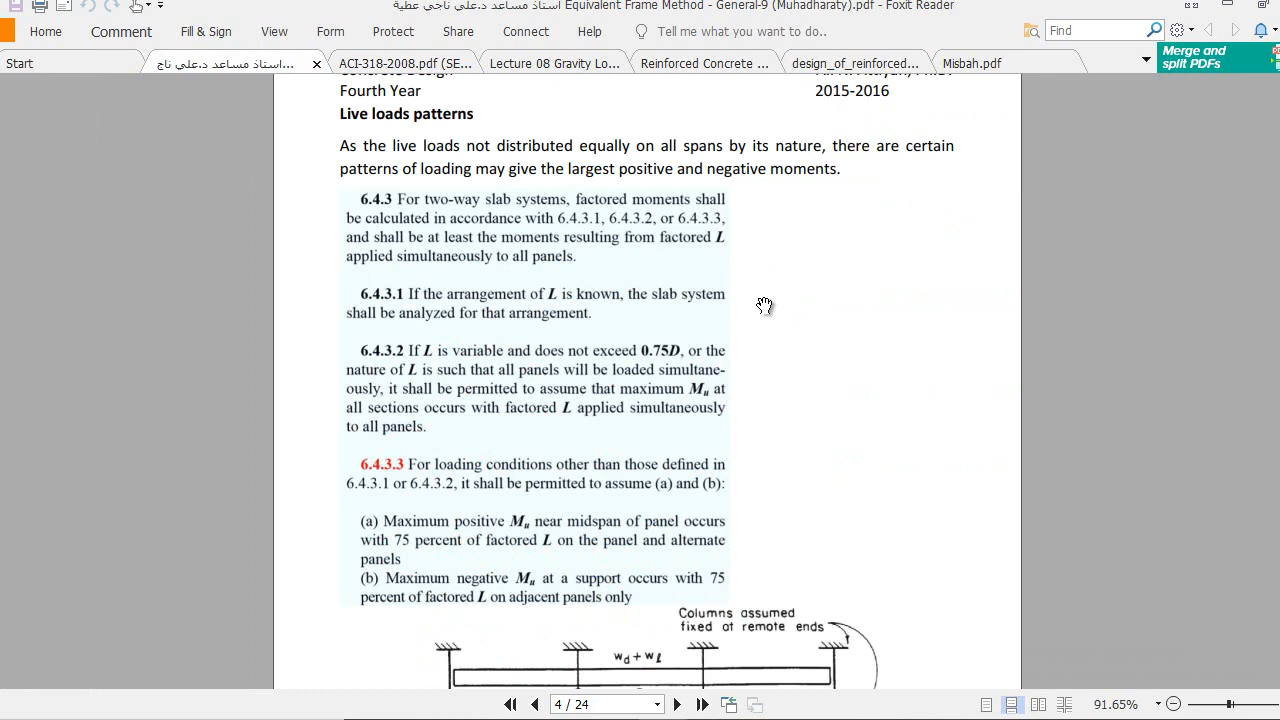 استاذ مساعد د.علي ناجي عطية Equivalent Frame Method - General-9 (Muhadharaty).pdf - Foxit Reader
Home Comment Fill & Sign View Form Protect Share Connect Help Tell me what you want to do.. Find
Start استاذ مساعد د.علي ناج... ACI-318-2008.pdf (SE... Lecture 08 Gravity Lo... Reinforced Concrete ... design_of_reinforced... Misbah.pdf Merge and
split PDFs
Fourth Year 2015-2016
Live loads patterns
As the live loads not distributed equally on all spans by its nature, there are certain
patterns of loading may give the largest positive and negative moments.
6.4.3 For two-way slab systems, factored moments shall
be calculated in accordance with 6.4.3.1, 6.4.3.2, or 6.4.3.3,
and shall be at least the moments resulting from factored L
applied simultaneously to all panels.
6.4.3.1 If the arrangement of L is known, the slab system
shall be analyzed for that arrangement.
6.4.3.2 If L is variable and does not exceed 0.75D, or the
nature of L is such that all panels will be loaded simultane-
ously, it shall be permitted to assume that maximum Mu at
all sections occurs with factored L applied simultaneously
to all panels.
6.4.3.3 For loading conditions other than those defined in
6.4.3.1 or 6.4.3.2, it shall be permitted to assume (a) and (b):
(a) Maximum positive Mu near midspan of panel occurs
with 75 percent of factored L on the panel and alternate
panels
(b) Maximum negative Mu at a support occurs with 75
percent of factored L on adjacent panels only
Columns assumed
fixed at remote ends
wd + wl
4 / 24 91.65%